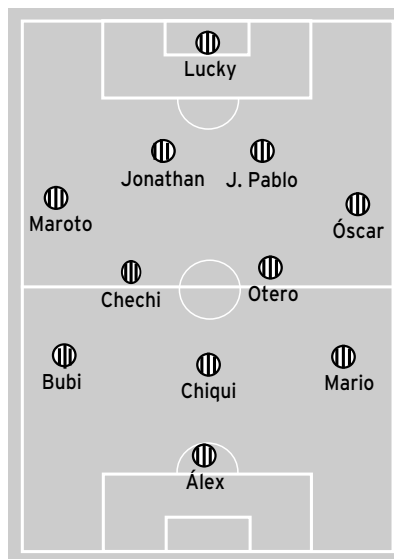 Lucky
Jonathan
J. Pablo
Maroto
Óscar
Chechi
Otero
Bubi
Chiqui
Mario
Álex